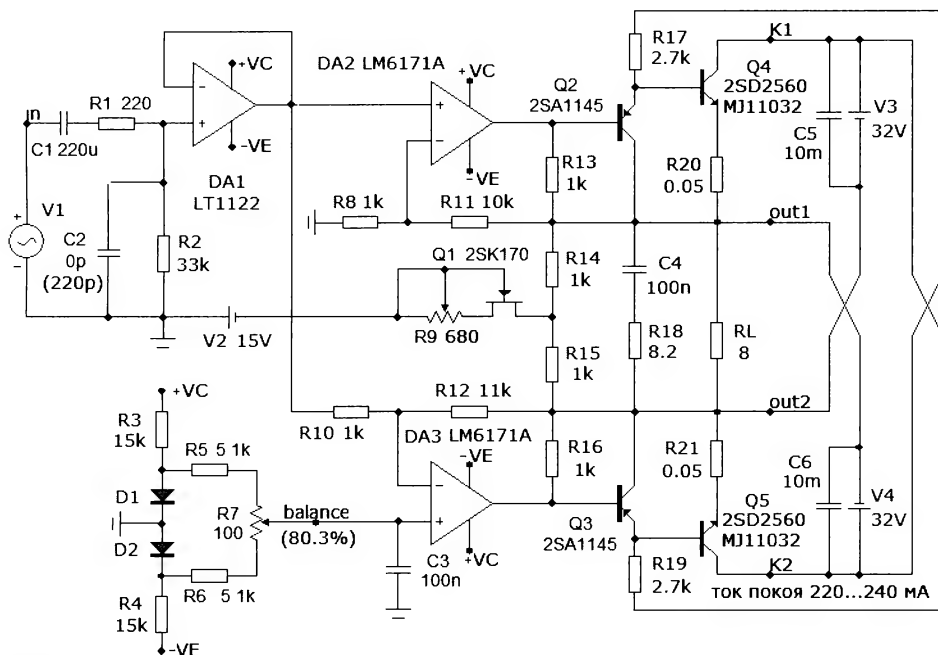 in
C1 220u
R1 220
+VC
-VE
DA1
LT1122
V1
C2
0p
(220p)
R2
33k
V2 15V
DA2 LM6171A
+VC
-VE
R8 1k
R11 10k
Q1 2SK170
R9 680
R13
1k
R14
1k
R15
1k
R16
1k
Q2
2SA1145
R17
2.7k
Q4
2SD2560
MJ11032
K1
C5
10m
V3
32V
R20
0.05
out1
C4
100n
R18
8.2
RL
8
out2
+VC
R3
15k
R5 5 1k
D1
D2
R7
100
balance
(80.3%)
R6 5 1k
R4
15k
-VE
R10 1k
R12 11k
DA3 LM6171A
-VE
+VC
C3
100n
Q3
2SA1145
R19
2.7k
R21
0.05
Q5
2SD2560
MJ11032
C6
10m
V4
32V
K2
ток покоя 220...240 мА